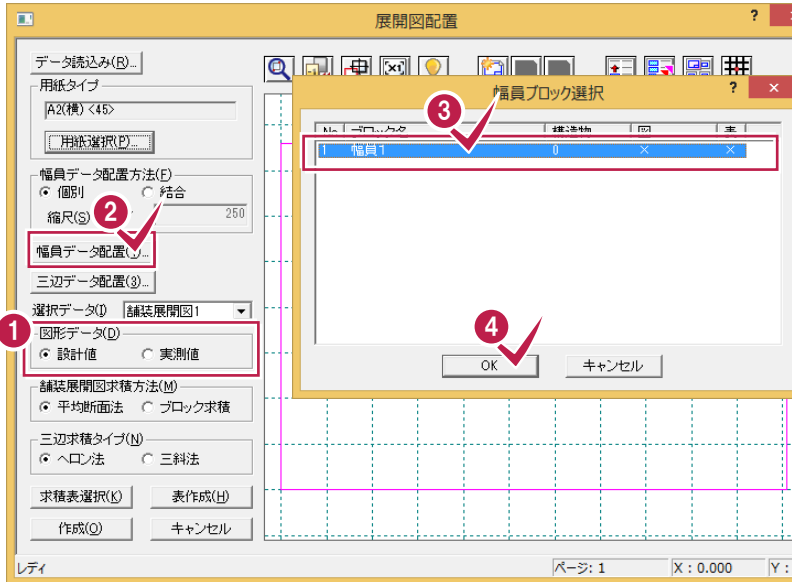 展開図配置
?
データ読込み(R)...
用紙タイプ
A2(横) <45>
用紙選択(P)...
幅員データ配置方法(F)
個別 結合
縮尺(S) 250
2
幅員データ配置
三辺データ配置(3)...
選択データ(I) 舗装展開図1
1
図形データ(D)
設計値 実測値
舗装展開図求積方法(M)
平均断面法 ブロック求積
三辺求積タイプ(N)
ヘロン法 三斜法
求積表選択(K) 表作成(H)
作成(O) キャンセル
幅員ブロック選択
? ×
3
No ブロック名 構造物 図 表
1 幅員1 0 × ×
4
OK キャンセル
レディ ページ: 1 X : 0.000 Y :